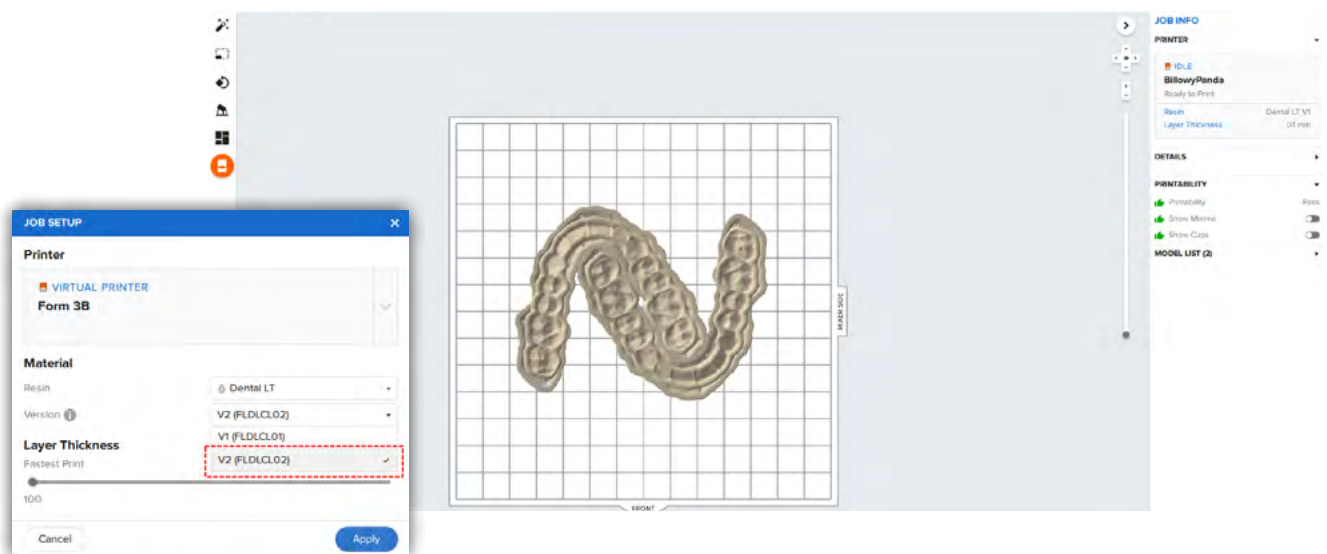 JOB SETUP
Printer
VIRTUAL PRINTER
Form 3B
Material
Resin Dental LT
Version V2 (FLDLCL02)
V1 (FLDLCL01)
V2 (FLDLCL02)
Layer Thickness
Fastest Print
100
Cancel Apply
MIXER SIDE
FRONT
JOB INFO
PRINTER
IDLE
BillowyPanda
Ready to Print
Resin Dental LT V1
Layer Thickness
DETAILS
PRINTABILITY
Printability Pass
Show Minima
Show Cups
MODEL LIST (2)